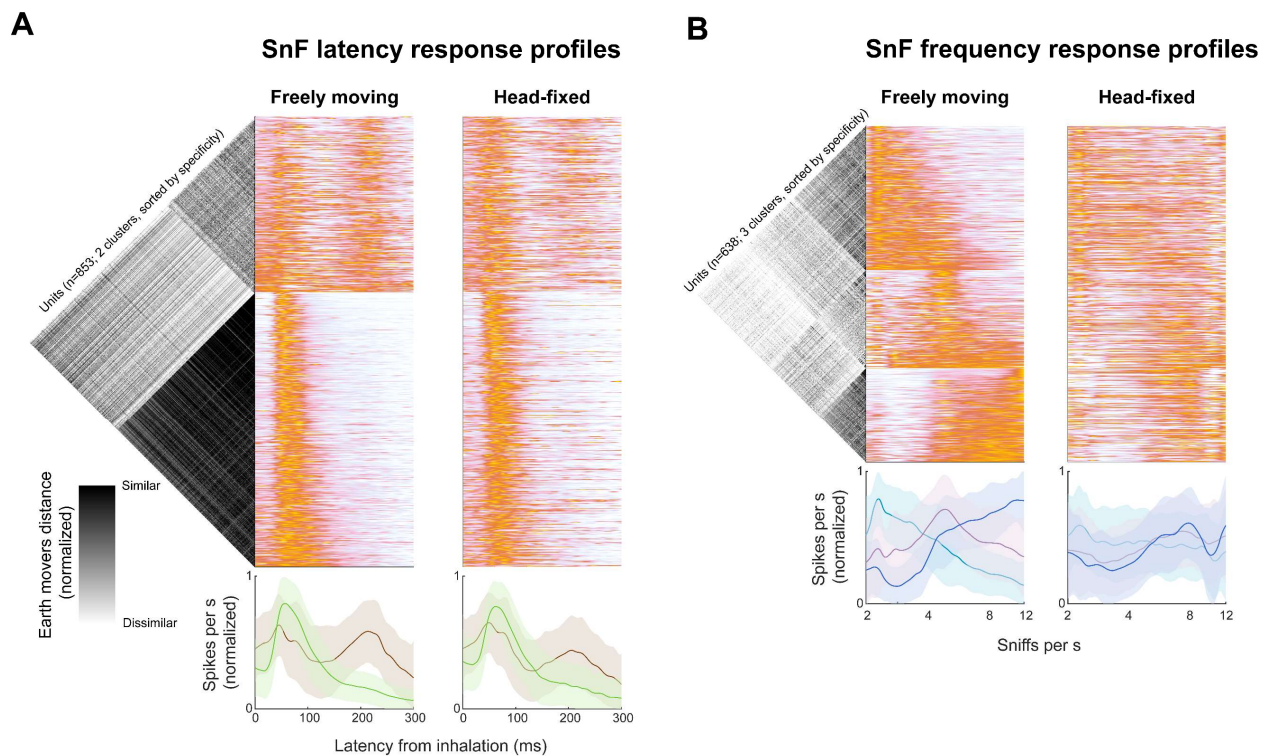 A
SnF latency response profiles
Freely moving
Head-fixed
Units (n=853; 2 clusters, sorted by specificity)
Earth movers distance
(normalized)
Similar
Dissimilar
Spikes per s
(normalized)
1
0
0 100 200 300
0 100 200 300
Latency from inhalation (ms)
B
SnF frequency response profiles
Freely moving
Head-fixed
Units (n=638; 3 clusters, sorted by specificity)
Spikes per s
(normalized)
1
0
2 4 8 12
1
0
2 4 8 12
Sniffs per s